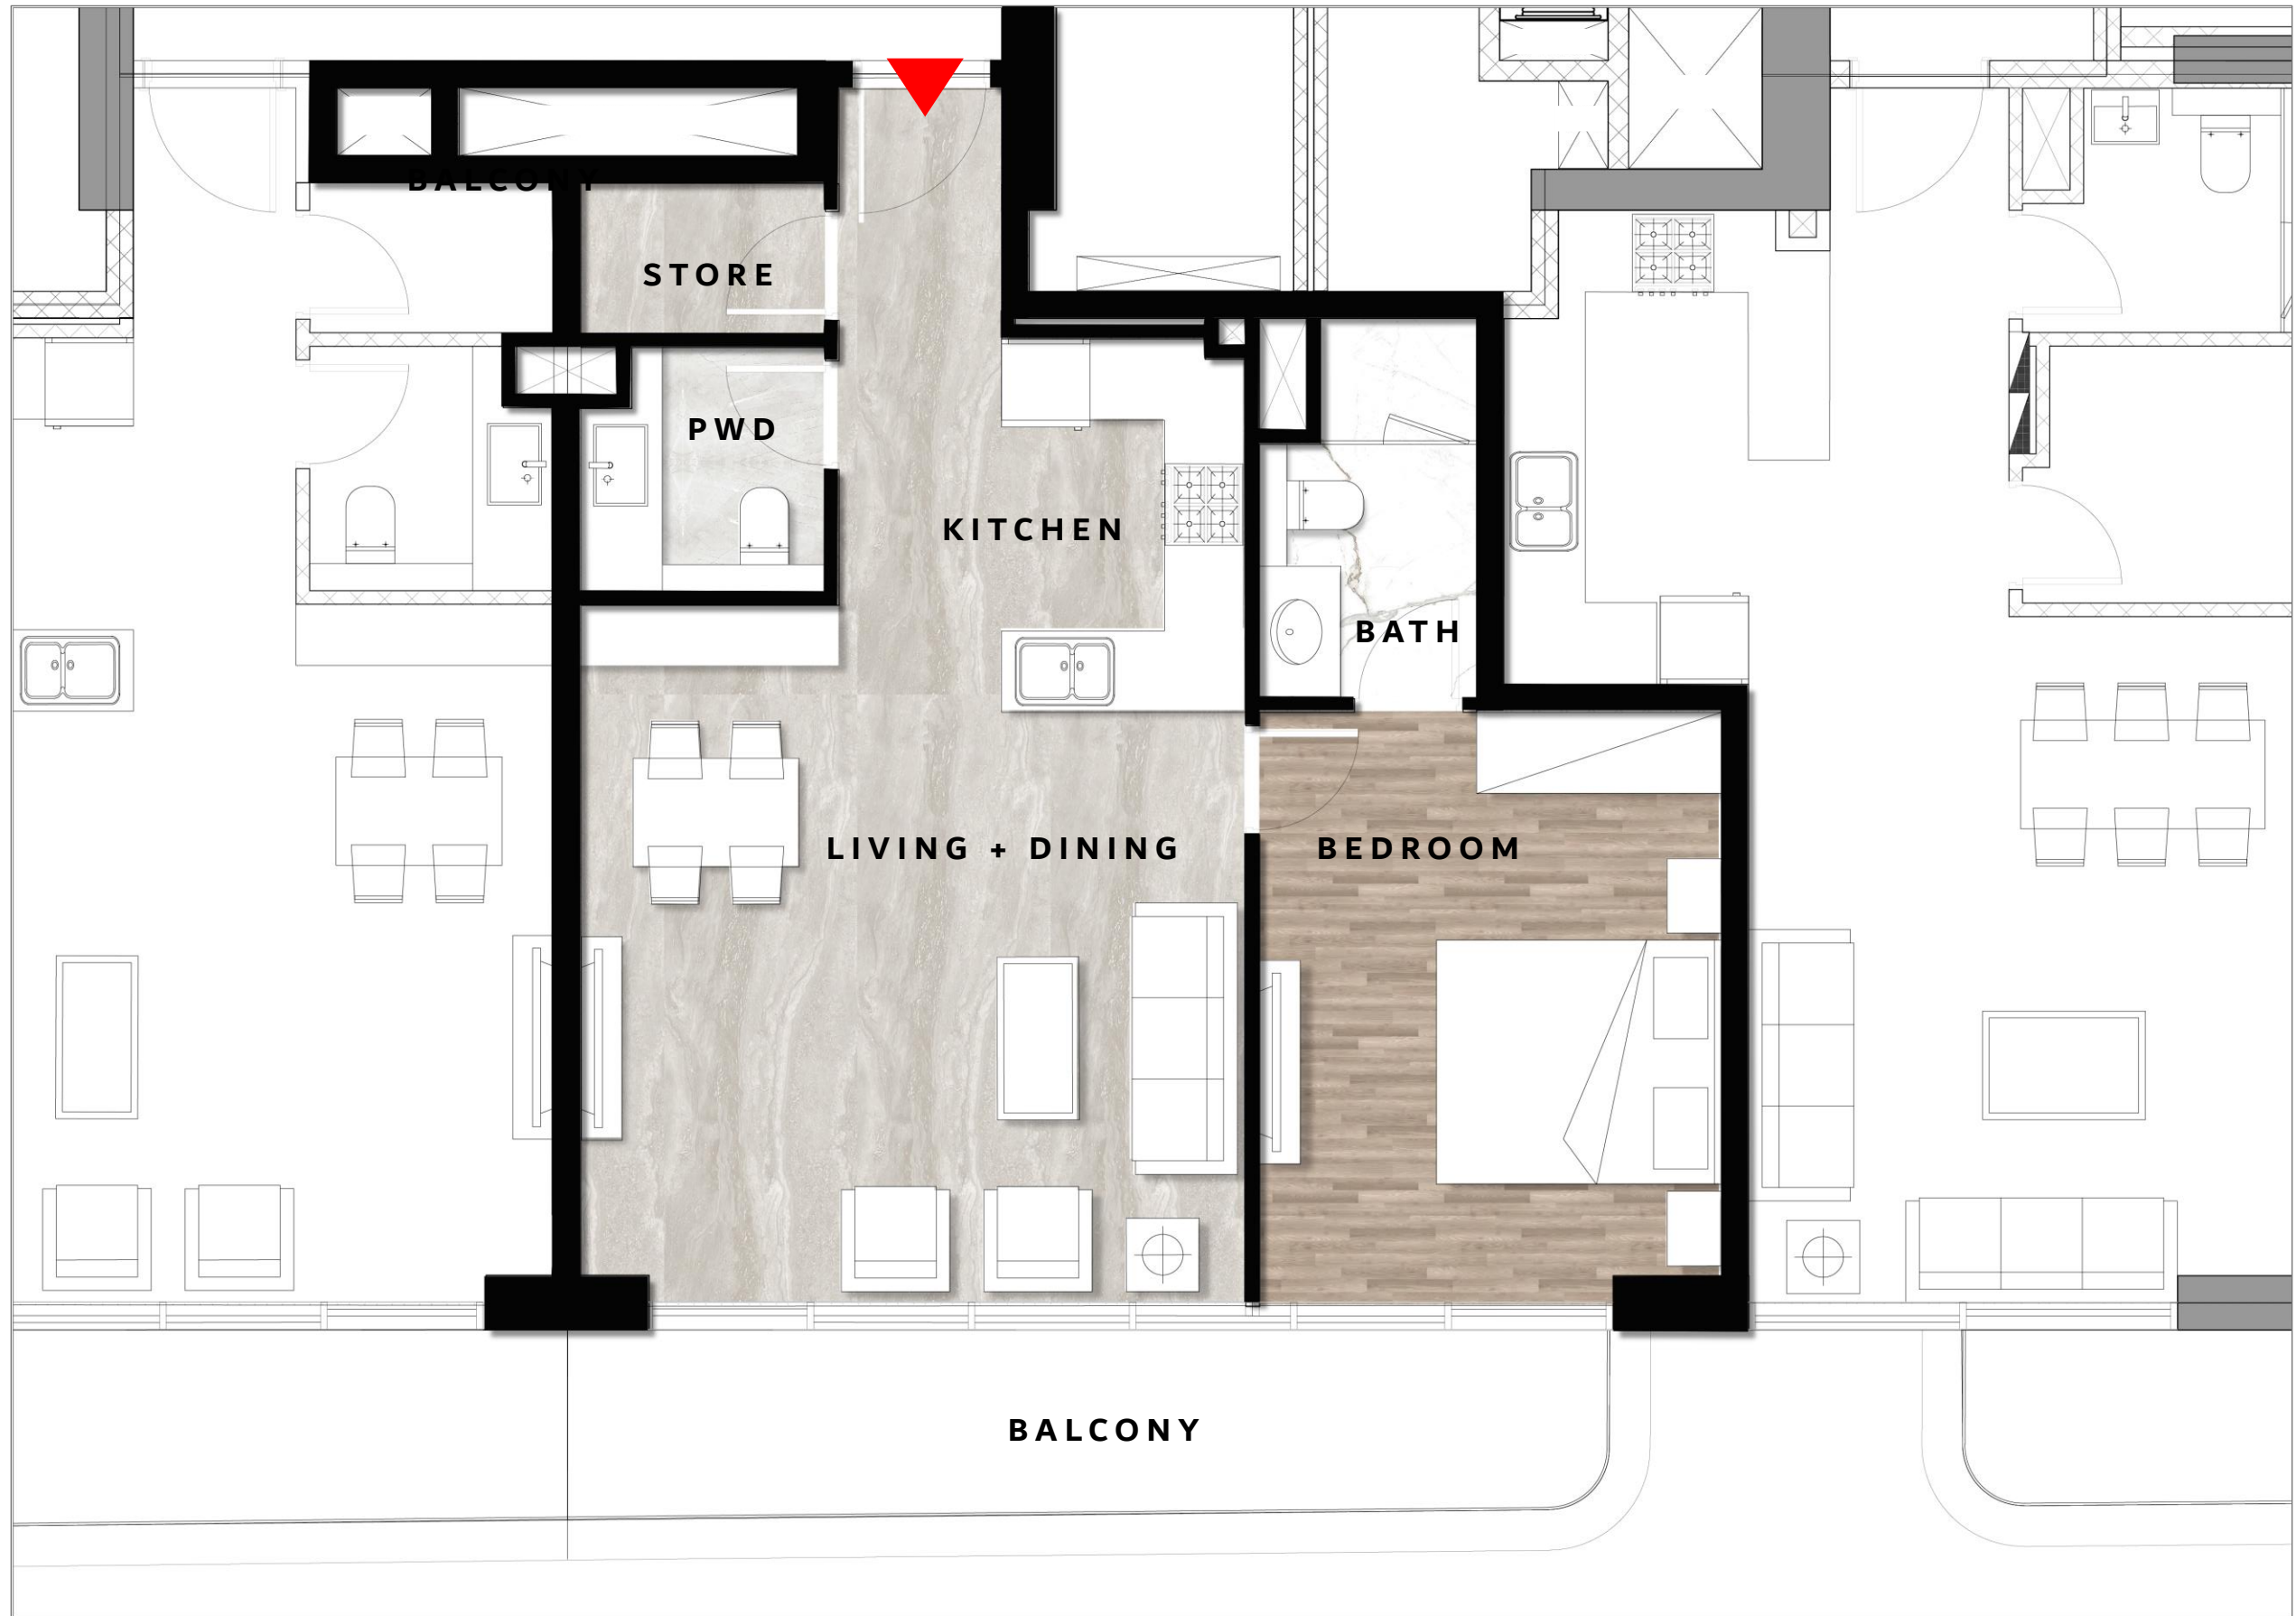 BALCONY
STORE
PWD
KITCHEN
BATH
LIVING + DINING
BEDROOM
BALCONY